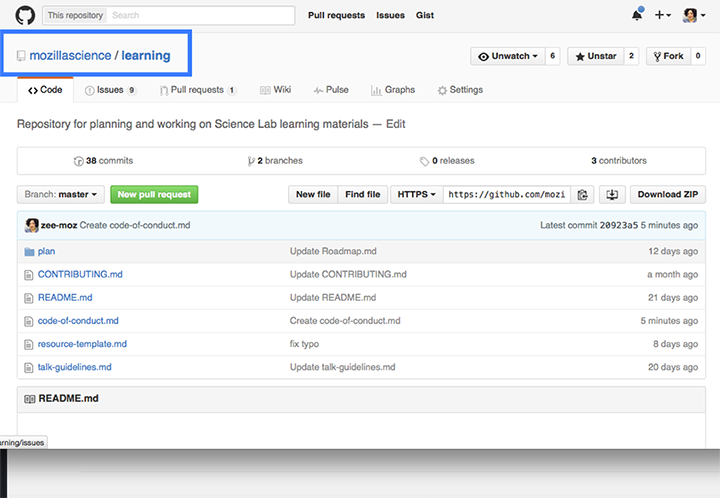 This repository Search Pull requests Issues Gist
mozillascience / learning Unwatch 6 Unstar 2 Fork 0
Code Issues 9 Pull requests 1 Wiki Pulse Graphs Settings
Repository for planning and working on Science Lab learning materials — Edit
38 commits 2 branches 0 releases 3 contributors
Branch: master New pull request New file Find file HTTPS https://github.com/mozi Download ZIP
zee-moz Create code-of-conduct.md Latest commit 20923a5 5 minutes ago
plan Update Roadmap.md 12 days ago
CONTRIBUTING.md Update CONTRIBUTING.md a month ago
README.md Update README.md 21 days ago
code-of-conduct.md Create code-of-conduct.md 5 minutes ago
resource-template.md fix typo 8 days ago
talk-guidelines.md Update talk-guidelines.md 20 days ago
README.md
arning/issues